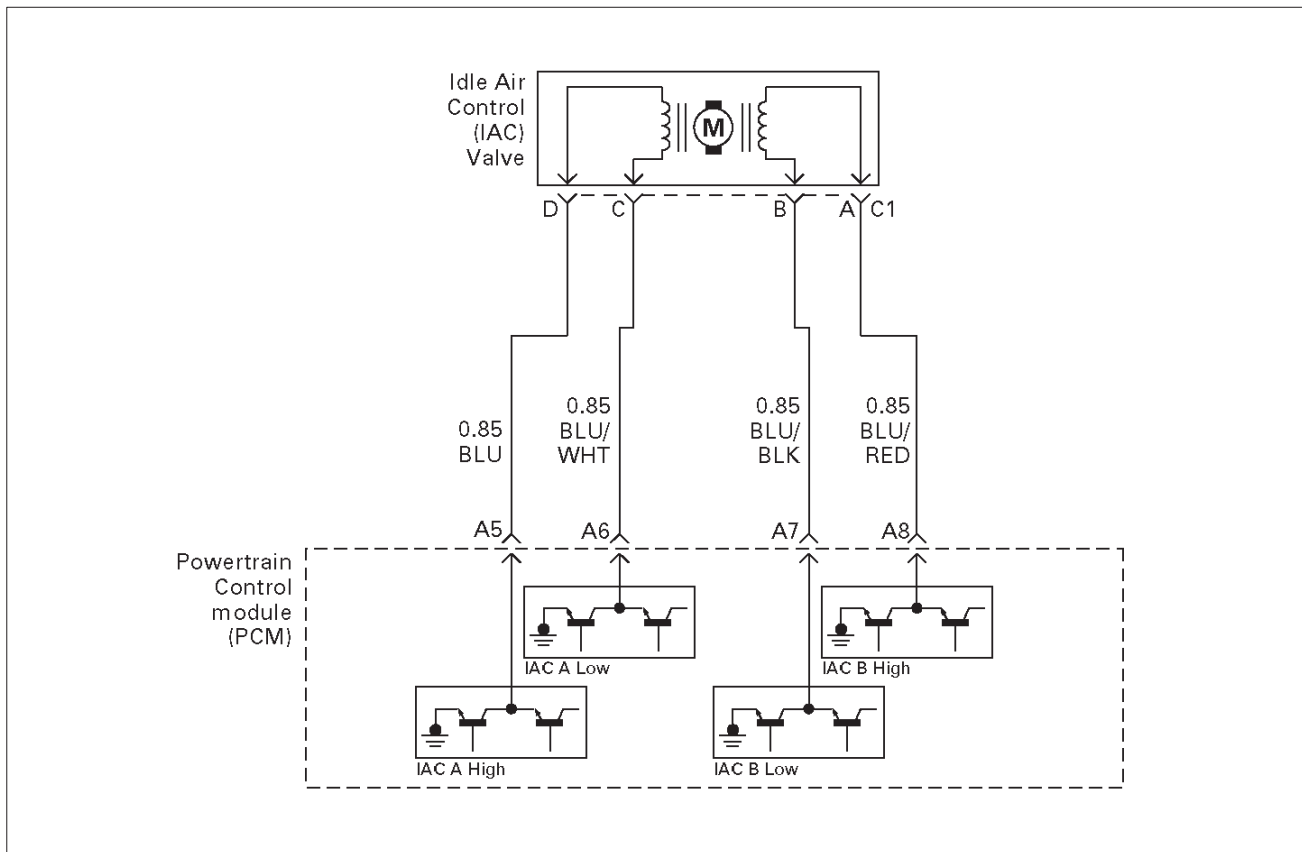 Idle Air
Control
(IAC)
Valve
M
D
C
B
A
C1
0.85
BLU
0.85
BLU/
WHT
0.85
BLU/
BLK
0.85
BLU/
RED
A5
A6
A7
A8
Powertrain
Control
module
(PCM)
IAC A Low
IAC B High
IAC A High
IAC B Low